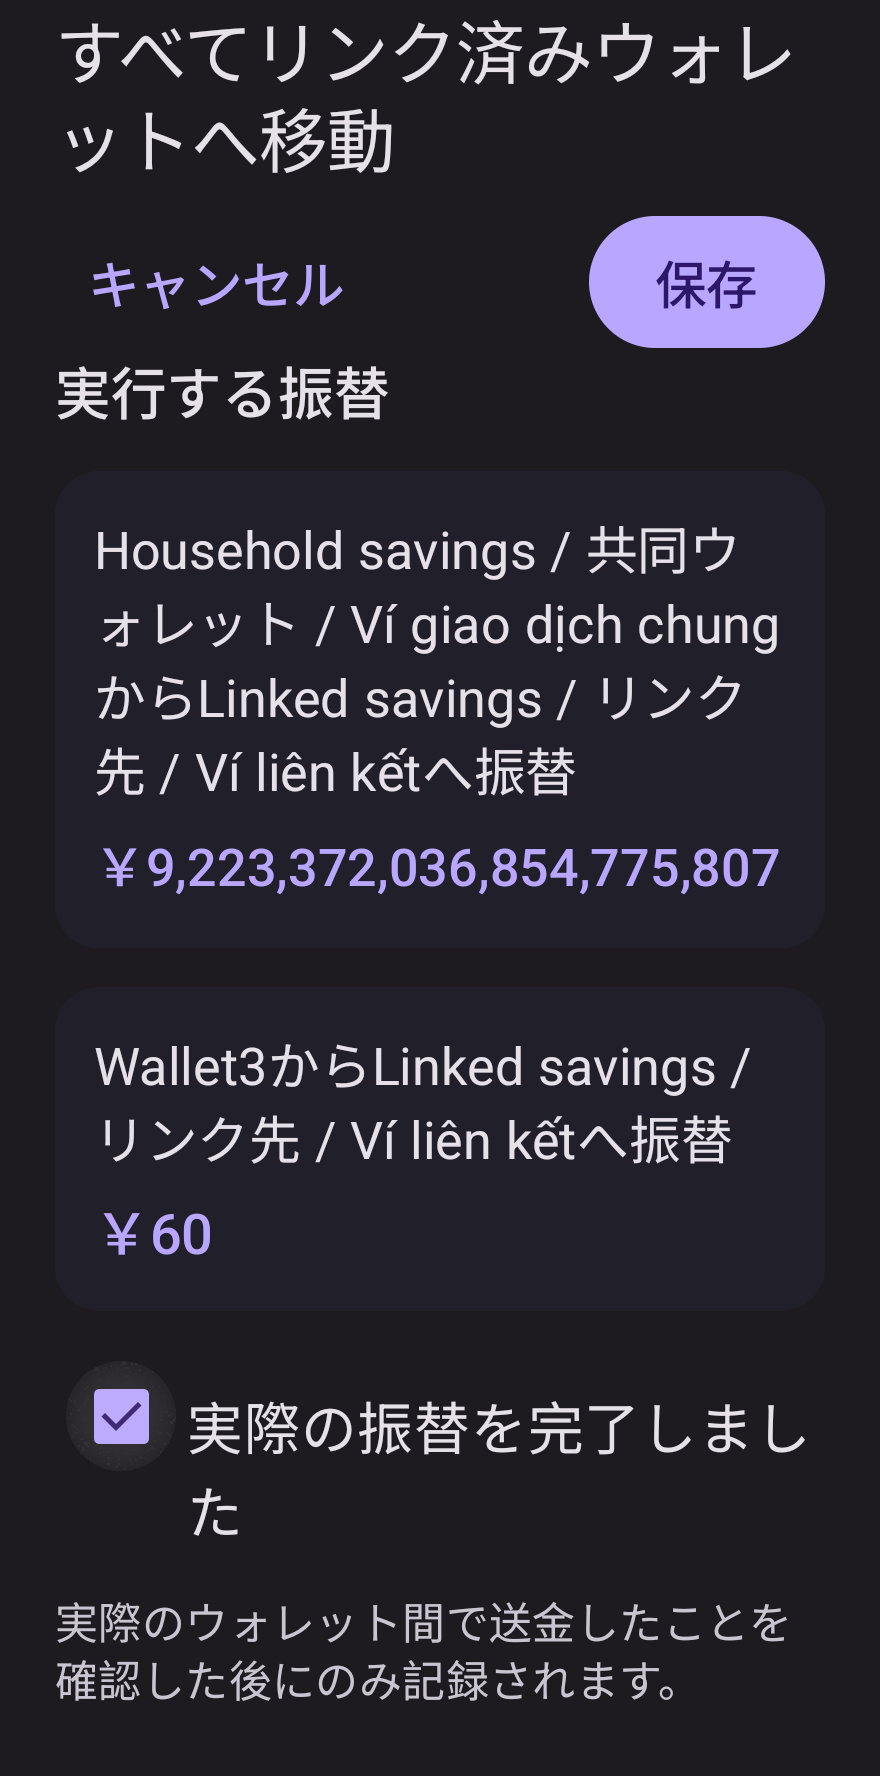 すべてリンク済みウォレ
ットへ移動
キャンセル
保存
実行する振替
Household savings / 共同ウ
ォレット / Ví giao dịch chung
からLinked savings / リンク
先 / Ví liên kếtへ振替
￥9,223,372,036,854,775,807
Wallet3からLinked savings /
リンク先 / Ví liên kếtへ振替
￥60
実際の振替を完了しまし
た
実際のウォレット間で送金したことを
確認した後にのみ記録されます。